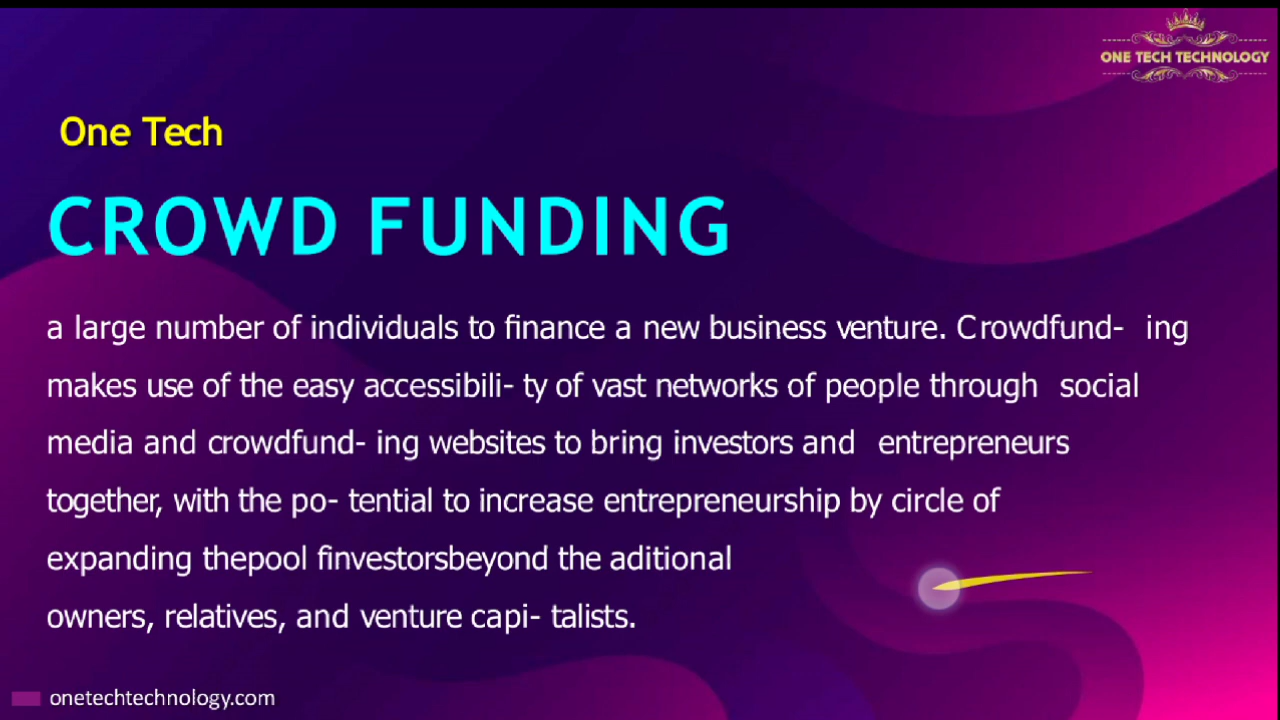 ONE TECH TECHNOLOGY
One Tech
CROWD FUNDING
a large number of individuals to finance a new business venture. Crowdfund- ing
makes use of the easy accessibili- ty of vast networks of people through social
media and crowdfund- ing websites to bring investors and entrepreneurs
together, with the po- tential to increase entrepreneurship by circle of
expanding thepool finvestorsbeyond the aditional
owners, relatives, and venture capi- talists.
onetechtechnology.com